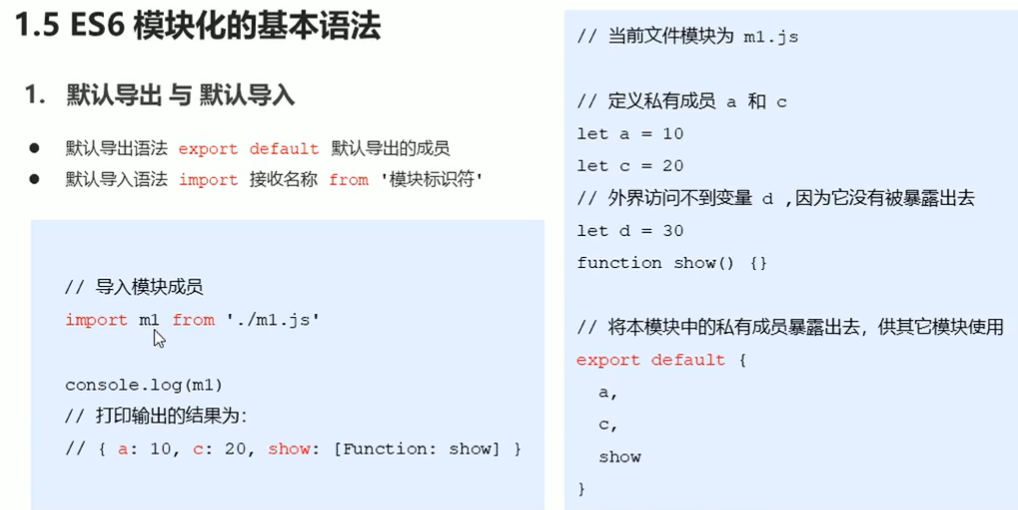 1.5 ES6 模块化的基本语法
1. 默认导出 与 默认导入
● 默认导出语法 export default 默认导出的成员
● 默认导入语法 import 接收名称 from '模块标识符'
// 导入模块成员
import m1 from './m1.js'
console.log(m1)
// 打印输出的结果为:
// { a: 10, c: 20, show: [Function: show] }
// 当前文件模块为 m1.js
// 定义私有成员 a 和 c
let a = 10
let c = 20
// 外界访问不到变量 d ,因为它没有被暴露出去
let d = 30
function show() {}
// 将本模块中的私有成员暴露出去，供其它模块使用
export default {
a,
c,
show
}